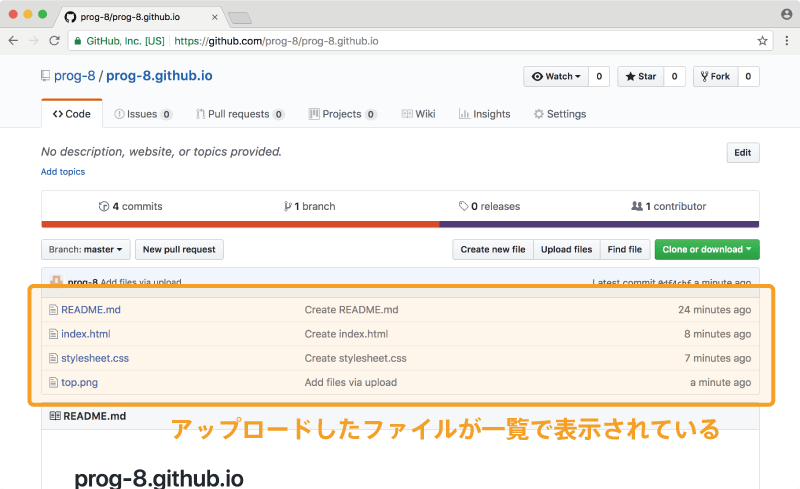 prog-8/prog-8.github.io
GitHub, Inc. [US] https://github.com/prog-8/prog-8.github.io
prog-8 / prog-8.github.io
Watch 0 Star 0 Fork 0
Code Issues 0 Pull requests 0 Projects 0 Wiki Insights Settings
No description, website, or topics provided.
Edit
Add topics
4 commits 1 branch 0 releases 1 contributor
Branch: master New pull request Create new file Upload files Find file Clone or download
prog-8 Add files via upload Latest commit a minute ago
README.md Create README.md 24 minutes ago
index.html Create index.html 8 minutes ago
stylesheet.css Create stylesheet.css 7 minutes ago
top.png Add files via upload a minute ago
README.md
アップロードしたファイルが一覧で表示されている
prog-8.github.io